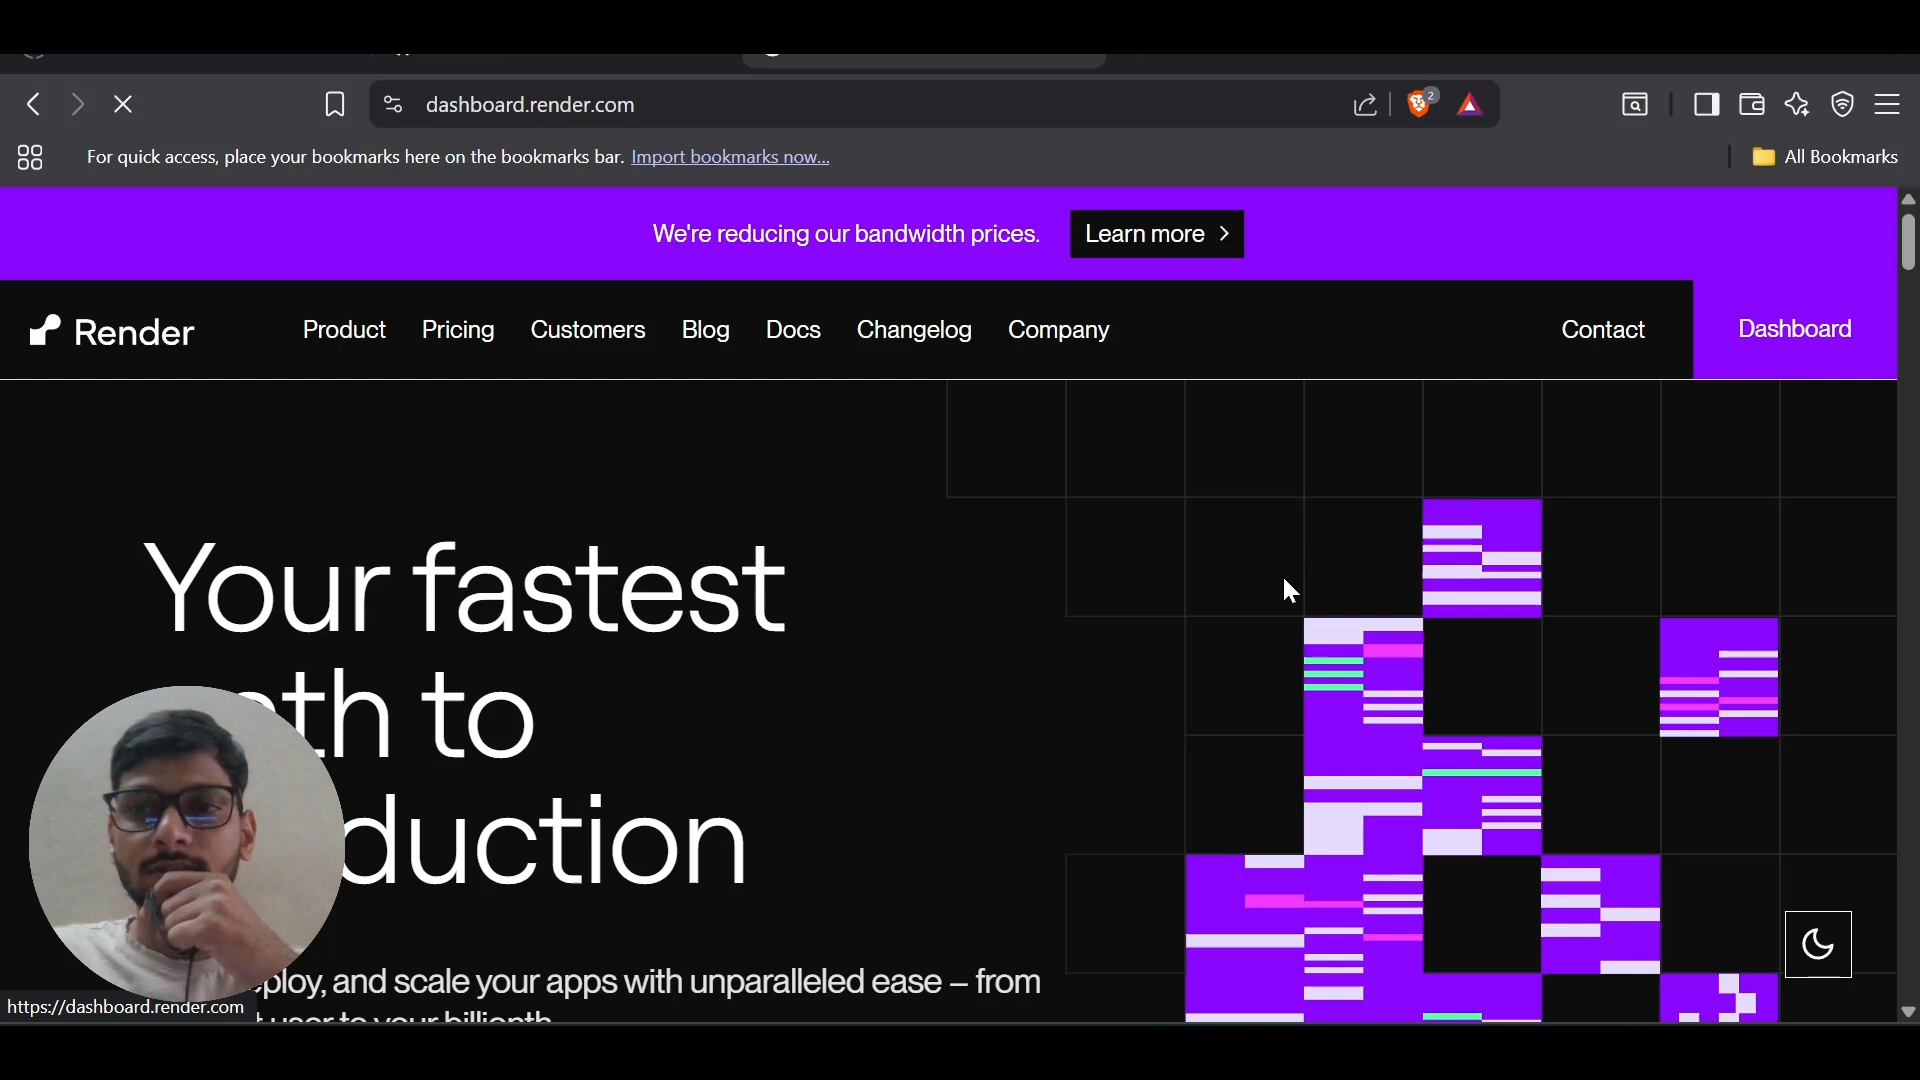 dashboard.render.com
2
For quick access, place your bookmarks here on the bookmarks bar. Import bookmarks now...
All Bookmarks
We're reducing our bandwidth prices.
Learn more
Render
Product
Pricing
Customers
Blog
Docs
Changelog
Company
Contact
Dashboard
Your fastest
th to
duction
ploy, and scale your apps with unparalleled ease – from
https://dashboard.render.com